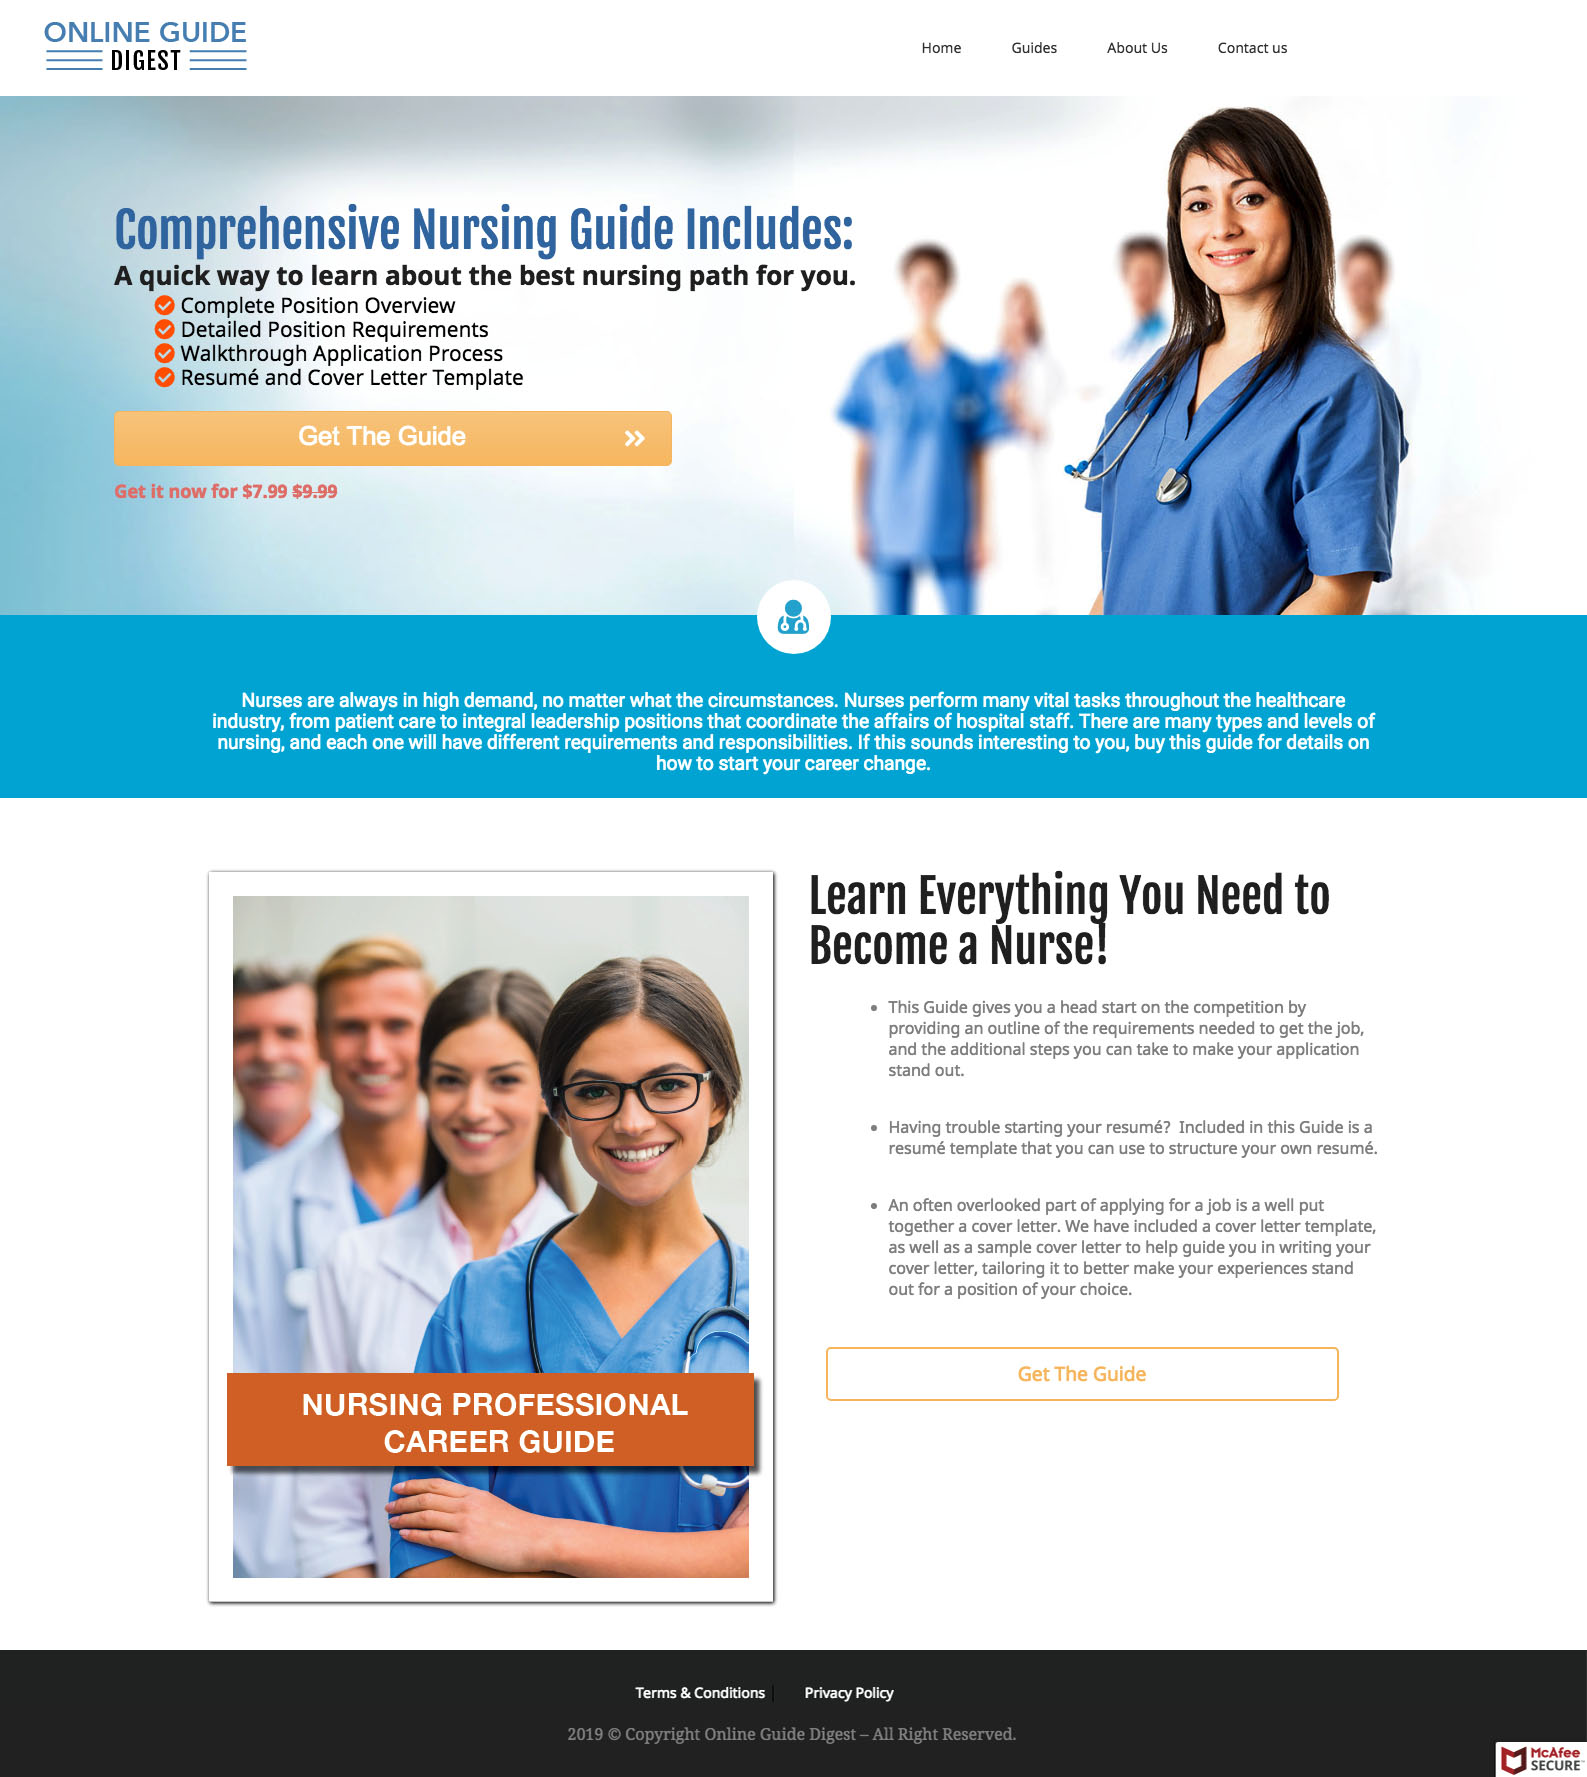 ONLINE GUIDE
DIGEST
Home
Guides
About Us
Contact us
Comprehensive Nursing Guide Includes:
A quick way to learn about the best nursing path for you.
Complete Position Overview
Detailed Position Requirements
Walkthrough Application Process
Resumé and Cover Letter Template
Get The Guide
Get it now for $7.99 $9.99
Nurses are always in high demand, no matter what the circumstances. Nurses perform many vital tasks throughout the healthcare
industry, from patient care to integral leadership positions that coordinate the affairs of hospital staff. There are many types and levels of
nursing, and each one will have different requirements and responsibilities. If this sounds interesting to you, buy this guide for details on
how to start your career change.
NURSING PROFESSIONAL
CAREER GUIDE
Learn Everything You Need to
Become a Nurse!
This Guide gives you a head start on the competition by
providing an outline of the requirements needed to get the job,
and the additional steps you can take to make your application
stand out.
Having trouble starting your resumé?  Included in this Guide is a
resumé template that you can use to structure your own resumé.
An often overlooked part of applying for a job is a well put
together a cover letter. We have included a cover letter template,
as well as a sample cover letter to help guide you in writing your
cover letter, tailoring it to better make your experiences stand
out for a position of your choice.
Get The Guide
Terms & Conditions |
Privacy Policy
2019 © Copyright Online Guide Digest – All Right Reserved.
McAfee
SECURE™